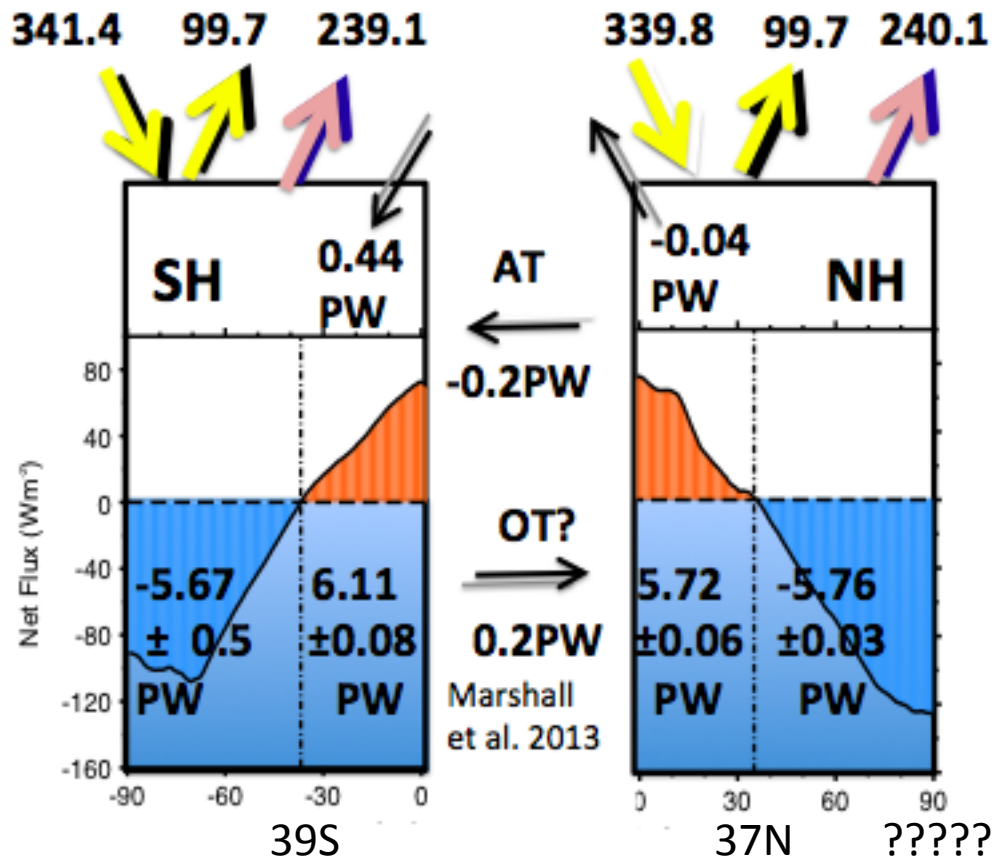 341.4 99.7 239.1
339.8 99.7 240.1
SH
0.44
PW
AT
-0.2PW
-0.04
PW
NH
80
40
0
-40
-80
-120
-160
Net Flux (Wm⁻²)
-5.67
± 0.5
PW
6.11
±0.08
PW
OT?
0.2PW
Marshall
et al. 2013
5.72
±0.06
PW
-5.76
±0.03
PW
-90 -60 -30 0
0 30 60 90
39S
37N ?????